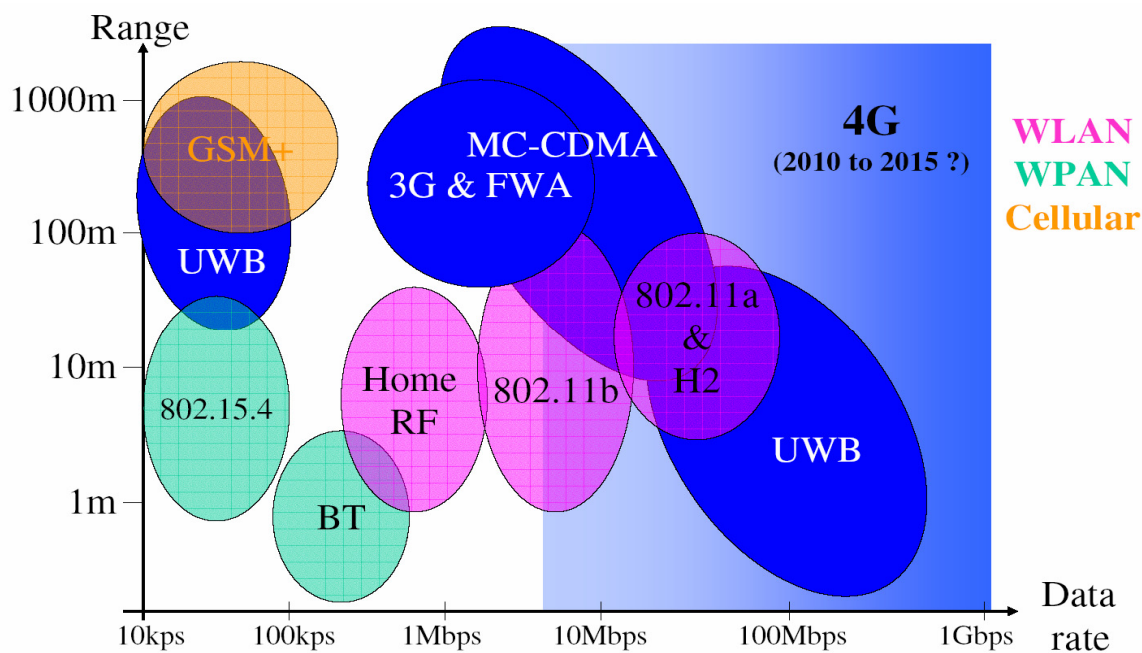 Range
1000m
100m
10m
1m
GSM+
UWB
802.15.4
BT
Home
RF
802.11b
MC-CDMA
3G & FWA
802.11a
&
H2
UWB
4G
(2010 to 2015 ?)
WLAN
WPAN
Cellular
10kps
100kps
1Mbps
10Mbps
100Mbps
1Gbps
Data
rate